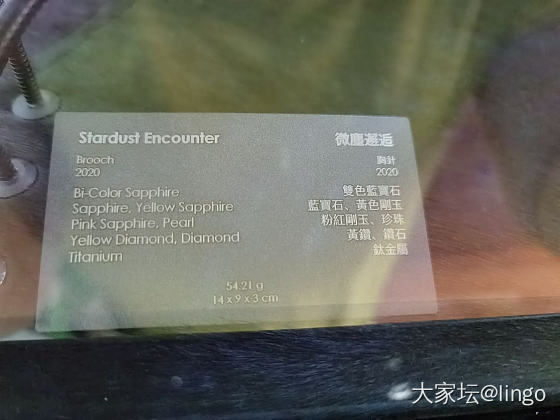 Stardust Encounter
微塵邂逅
Brooch
胸針
2020
2020
Bi-Color Sapphire
雙色藍寶石
Sapphire, Yellow Sapphire
藍寶石、黃色剛玉
Pink Sapphire, Pearl
粉紅剛玉、珍珠
Yellow Diamond, Diamond
黃鑽、鑽石
Titanium
鈦金屬
54.21 g
14 x 9 x 3 cm
大家坛@lingo